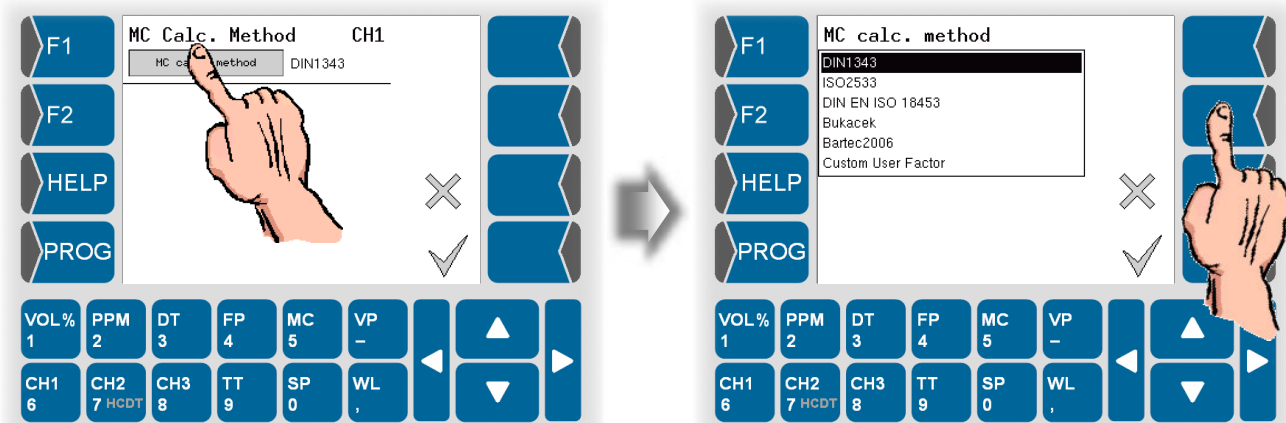 F1
F2
HELP
PROG
MC Calc. Method CH1
MC method DIN1343
VOL% PPM DT FP MC VP
1 2 3 4 5 –
CH1 CH2 CH3 TT SP WL
6 7 HCDT 8 9 0 ,
F1
F2
HELP
PROG
MC calc. method
DIN1343
ISO2533
DIN EN ISO 18453
Bukacek
Bartec2006
Custom User Factor
VOL% PPM DT FP MC VP
1 2 3 4 5 –
CH1 CH2 CH3 TT SP WL
6 7 HCDT 8 9 0 ,